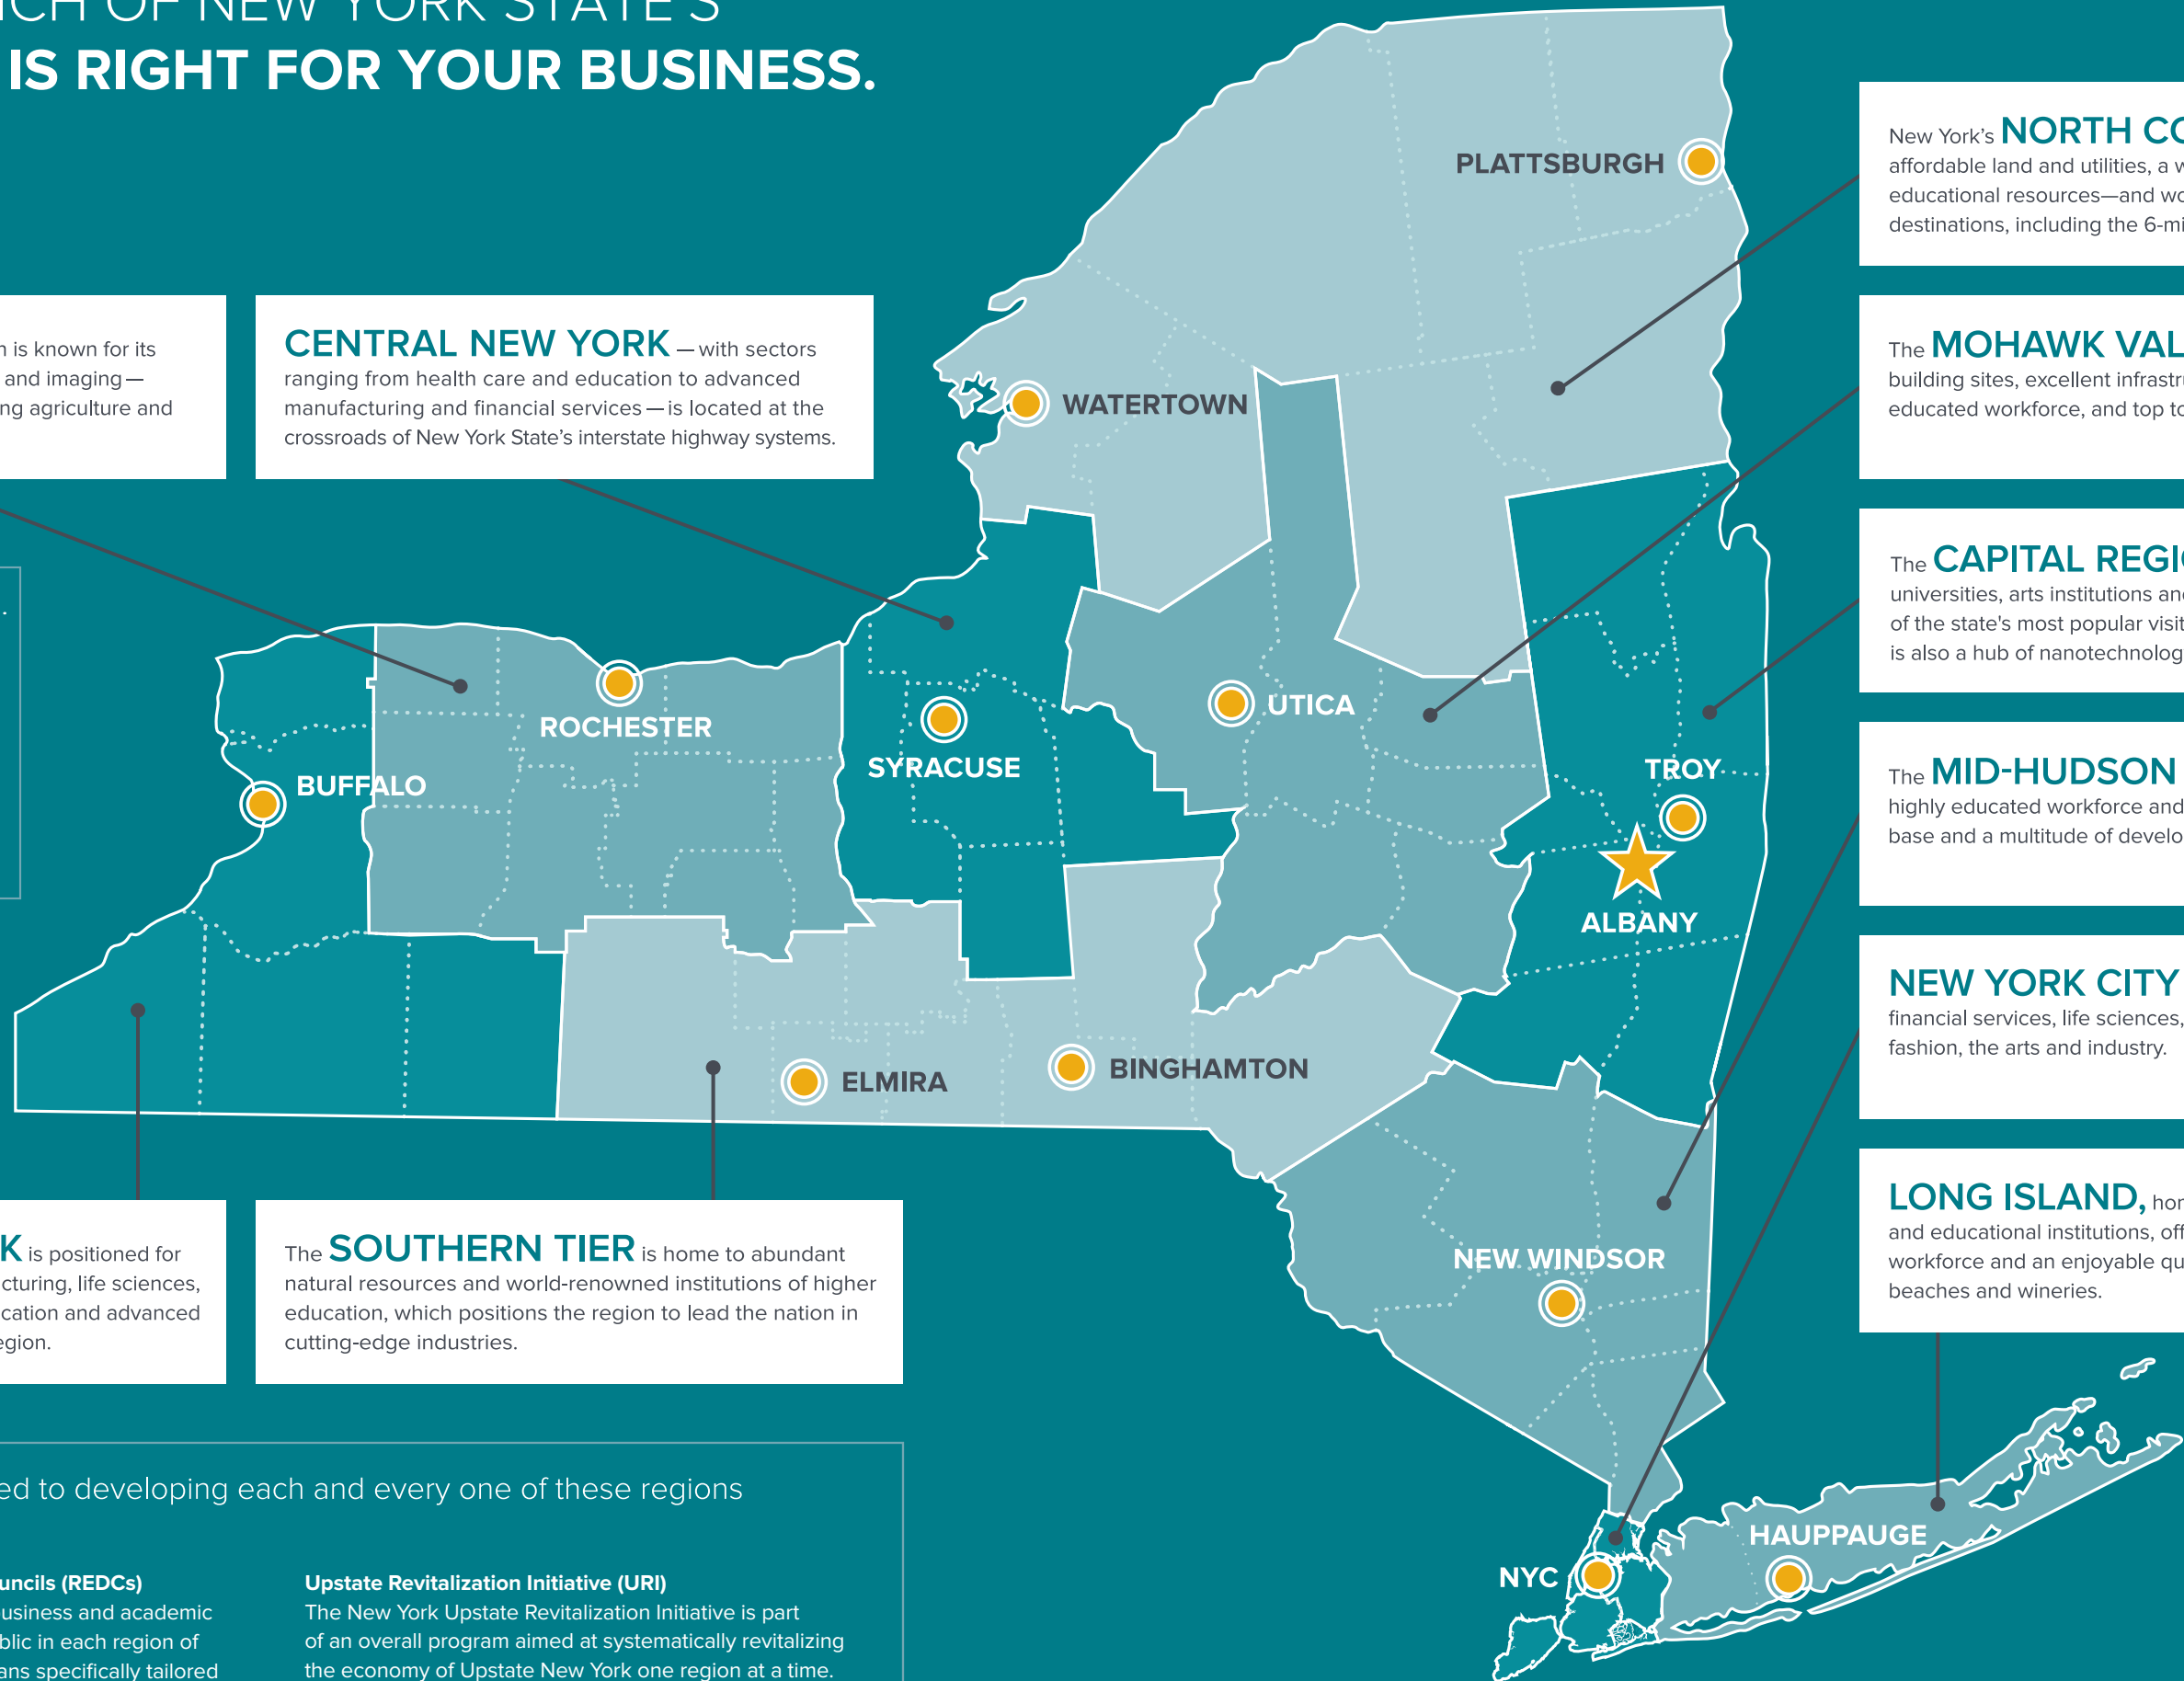 ICH OF NEW YORK STATE'S
IS RIGHT FOR YOUR BUSINESS.
is known for its
and imaging —
ng agriculture and
CENTRAL NEW YORK — with sectors
ranging from health care and education to advanced
manufacturing and financial services — is located at the
crossroads of New York State's interstate highway systems.
New York's NORTH CO
affordable land and utilities, a w
educational resources—and wo
destinations, including the 6-mi
The MOHAWK VAL
building sites, excellent infrastr
educated workforce, and top to
The CAPITAL REGI
universities, arts institutions an
of the state's most popular visit
is also a hub of nanotechnolog
The MID-HUDSON
highly educated workforce and
base and a multitude of develo
NEW YORK CITY
financial services, life sciences,
fashion, the arts and industry.
LONG ISLAND, hor
and educational institutions, off
workforce and an enjoyable qu
beaches and wineries.
PLATTSBURGH
WATERTOWN
ROCHESTER
UTICA
SYRACUSE
BUFFALO
TROY
ALBANY
ELMIRA
BINGHAMTON
NEW WINDSOR
NYC
HAUPPAUGE
K is positioned for
cturing, life sciences,
cation and advanced
egion.
The SOUTHERN TIER is home to abundant
natural resources and world-renowned institutions of higher
education, which positions the region to lead the nation in
cutting-edge industries.
ed to developing each and every one of these regions
uncils (REDCs)
usiness and academic
blic in each region of
ans specifically tailored
Upstate Revitalization Initiative (URI)
The New York Upstate Revitalization Initiative is part
of an overall program aimed at systematically revitalizing
the economy of Upstate New York one region at a time.